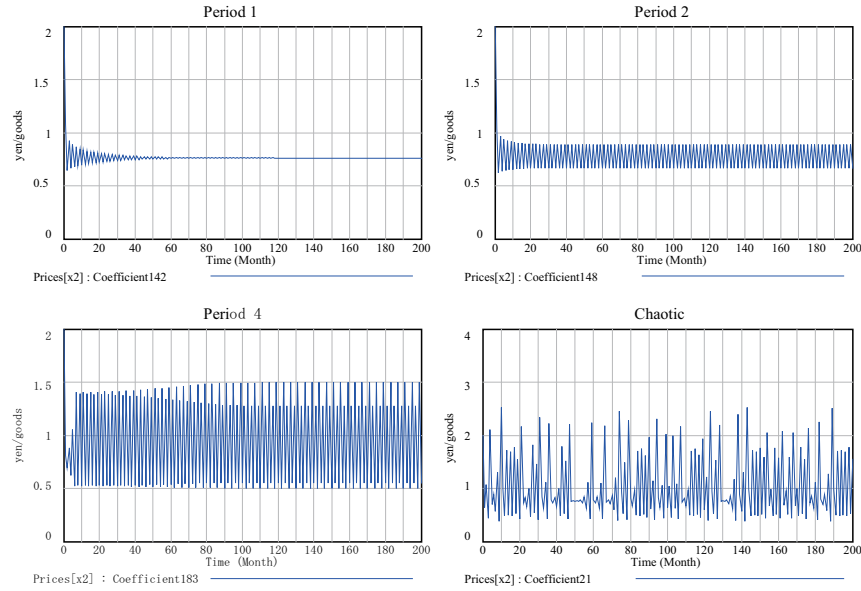 Period 1
2
1.5
1
0.5
0
yen/goods
0 20 40 60 80 100 120 140 160 180 200
Time (Month)
Prices[x2] : Coefficient142
Period 2
2
1.5
1
0.5
0
yen/goods
0 20 40 60 80 100 120 140 160 180 200
Time (Month)
Prices[x2] : Coefficient148
Period 4
2
1.5
1
0.5
0
yen/goods
0 20 40 60 80 100 120 140 160 180 200
Time (Month)
Prices[x2] : Coefficient183
Chaotic
4
3
2
1
0
yen/goods
0 20 40 60 80 100 120 140 160 180 200
Time (Month)
Prices[x2] : Coefficient21